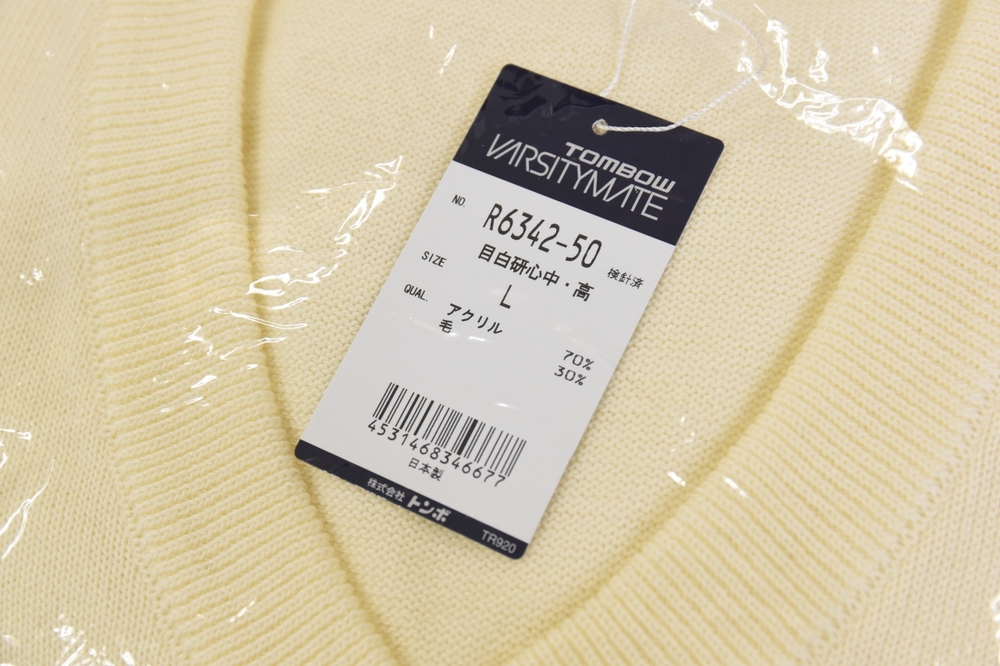 TOMBOW
VARSITYMATE
NO. R6342-50
目白研心中・高 検針済
SIZE L
QUAL. アクリル 70%
毛 30%
4531468346677
日本製
株式会社 トンボ
TR920